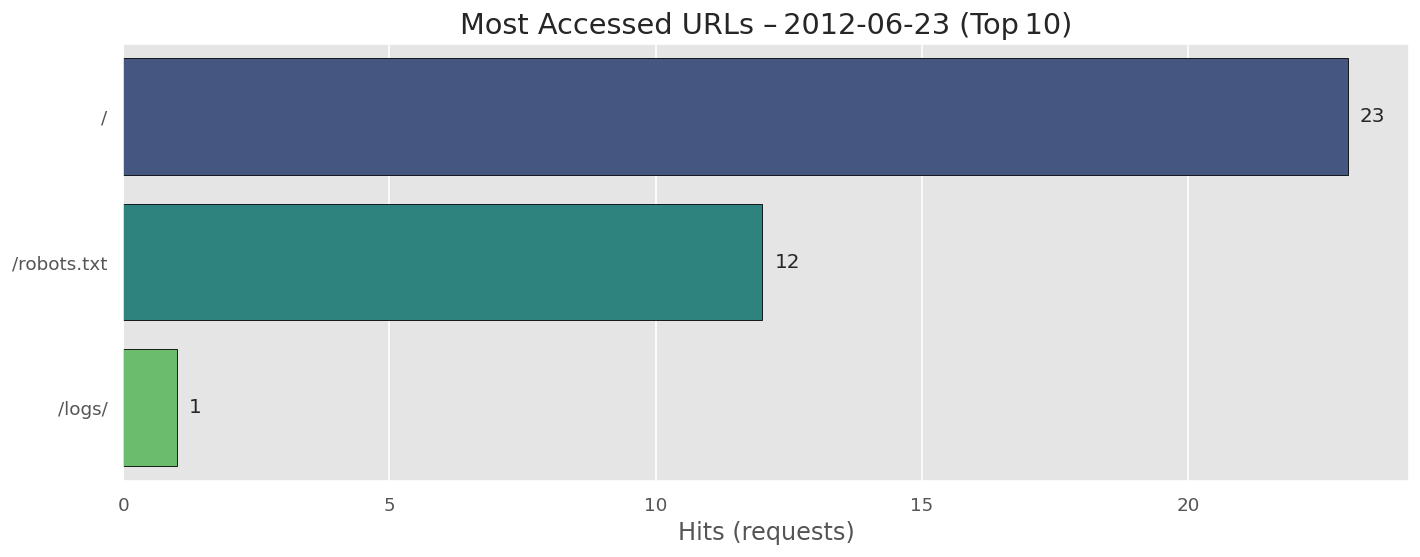 Most Accessed URLs – 2012-06-23 (Top 10)
/
23
/robots.txt
12
/logs/
1
0
5
10
15
20
Hits (requests)